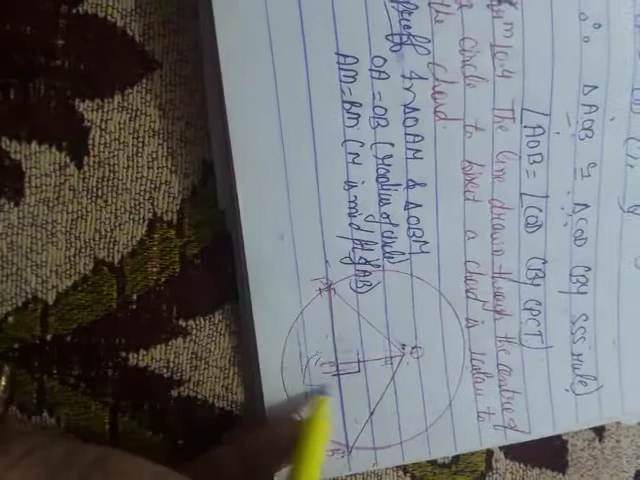 ∴ ΔAOB ≅ ΔCOD (By SSS rule)
∠AOB = ∠COD (By CPCT)
10.4 The line drawn through the centre of
circle to bisect a chord is to
the chord.
Proof In ΔOAM & ΔOBM
OA = OB (Radius of circle)
AM = BM (M is mid pt of AB)
O
M
A
B